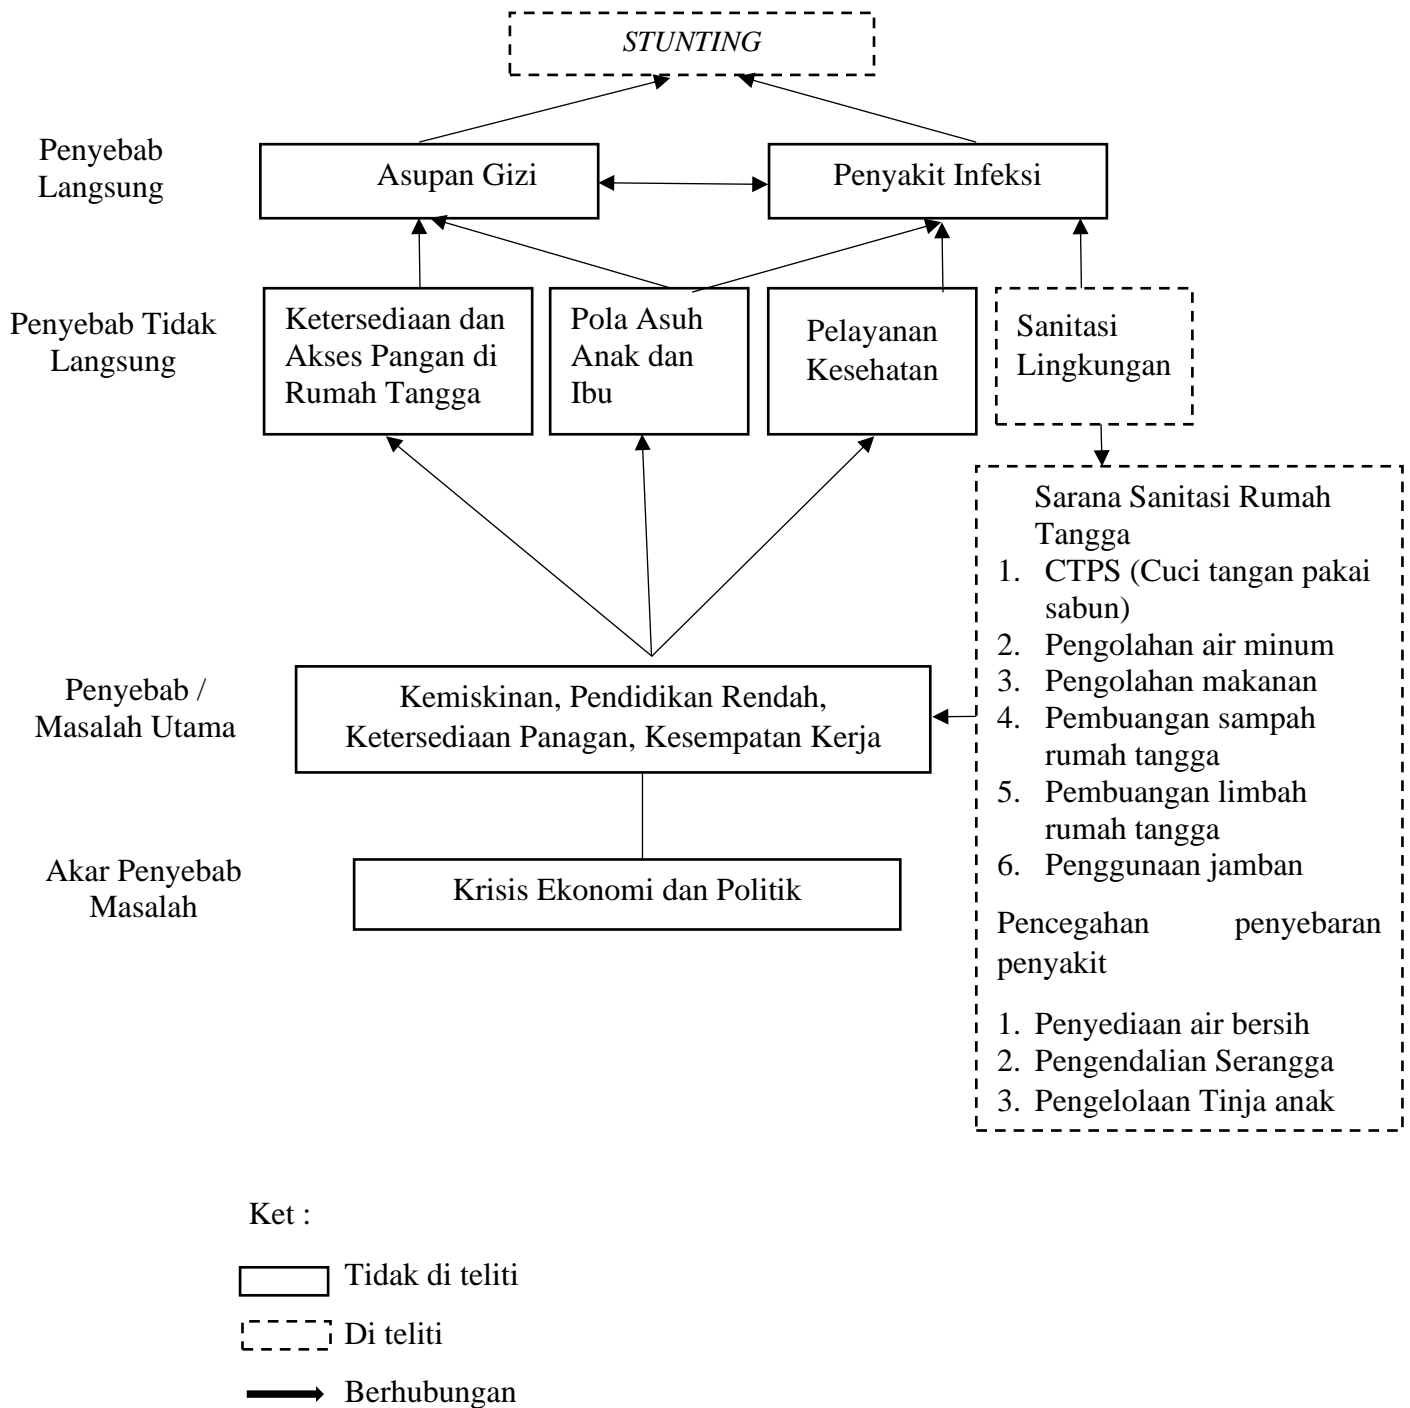 STUNTING
Penyebab
Langsung
Asupan Gizi
Penyakit Infeksi
Penyebab Tidak
Langsung
Ketersediaan dan
Akses Pangan di
Rumah Tangga
Pola Asuh
Anak dan
Ibu
Pelayanan
Kesehatan
Sanitasi
Lingkungan
Sarana Sanitasi Rumah
Tangga
1. CTPS (Cuci tangan pakai
sabun)
2. Pengolahan air minum
3. Pengolahan makanan
4. Pembuangan sampah
rumah tangga
5. Pembuangan limbah
rumah tangga
6. Penggunaan jamban
Pencegahan penyebaran
penyakit
1. Penyediaan air bersih
2. Pengendalian Serangga
3. Pengelolaan Tinja anak
Penyebab /
Masalah Utama
Kemiskinan, Pendidikan Rendah,
Ketersediaan Panagan, Kesempatan Kerja
Akar Penyebab
Masalah
Krisis Ekonomi dan Politik
Ket :
Tidak di teliti
Di teliti
Berhubungan